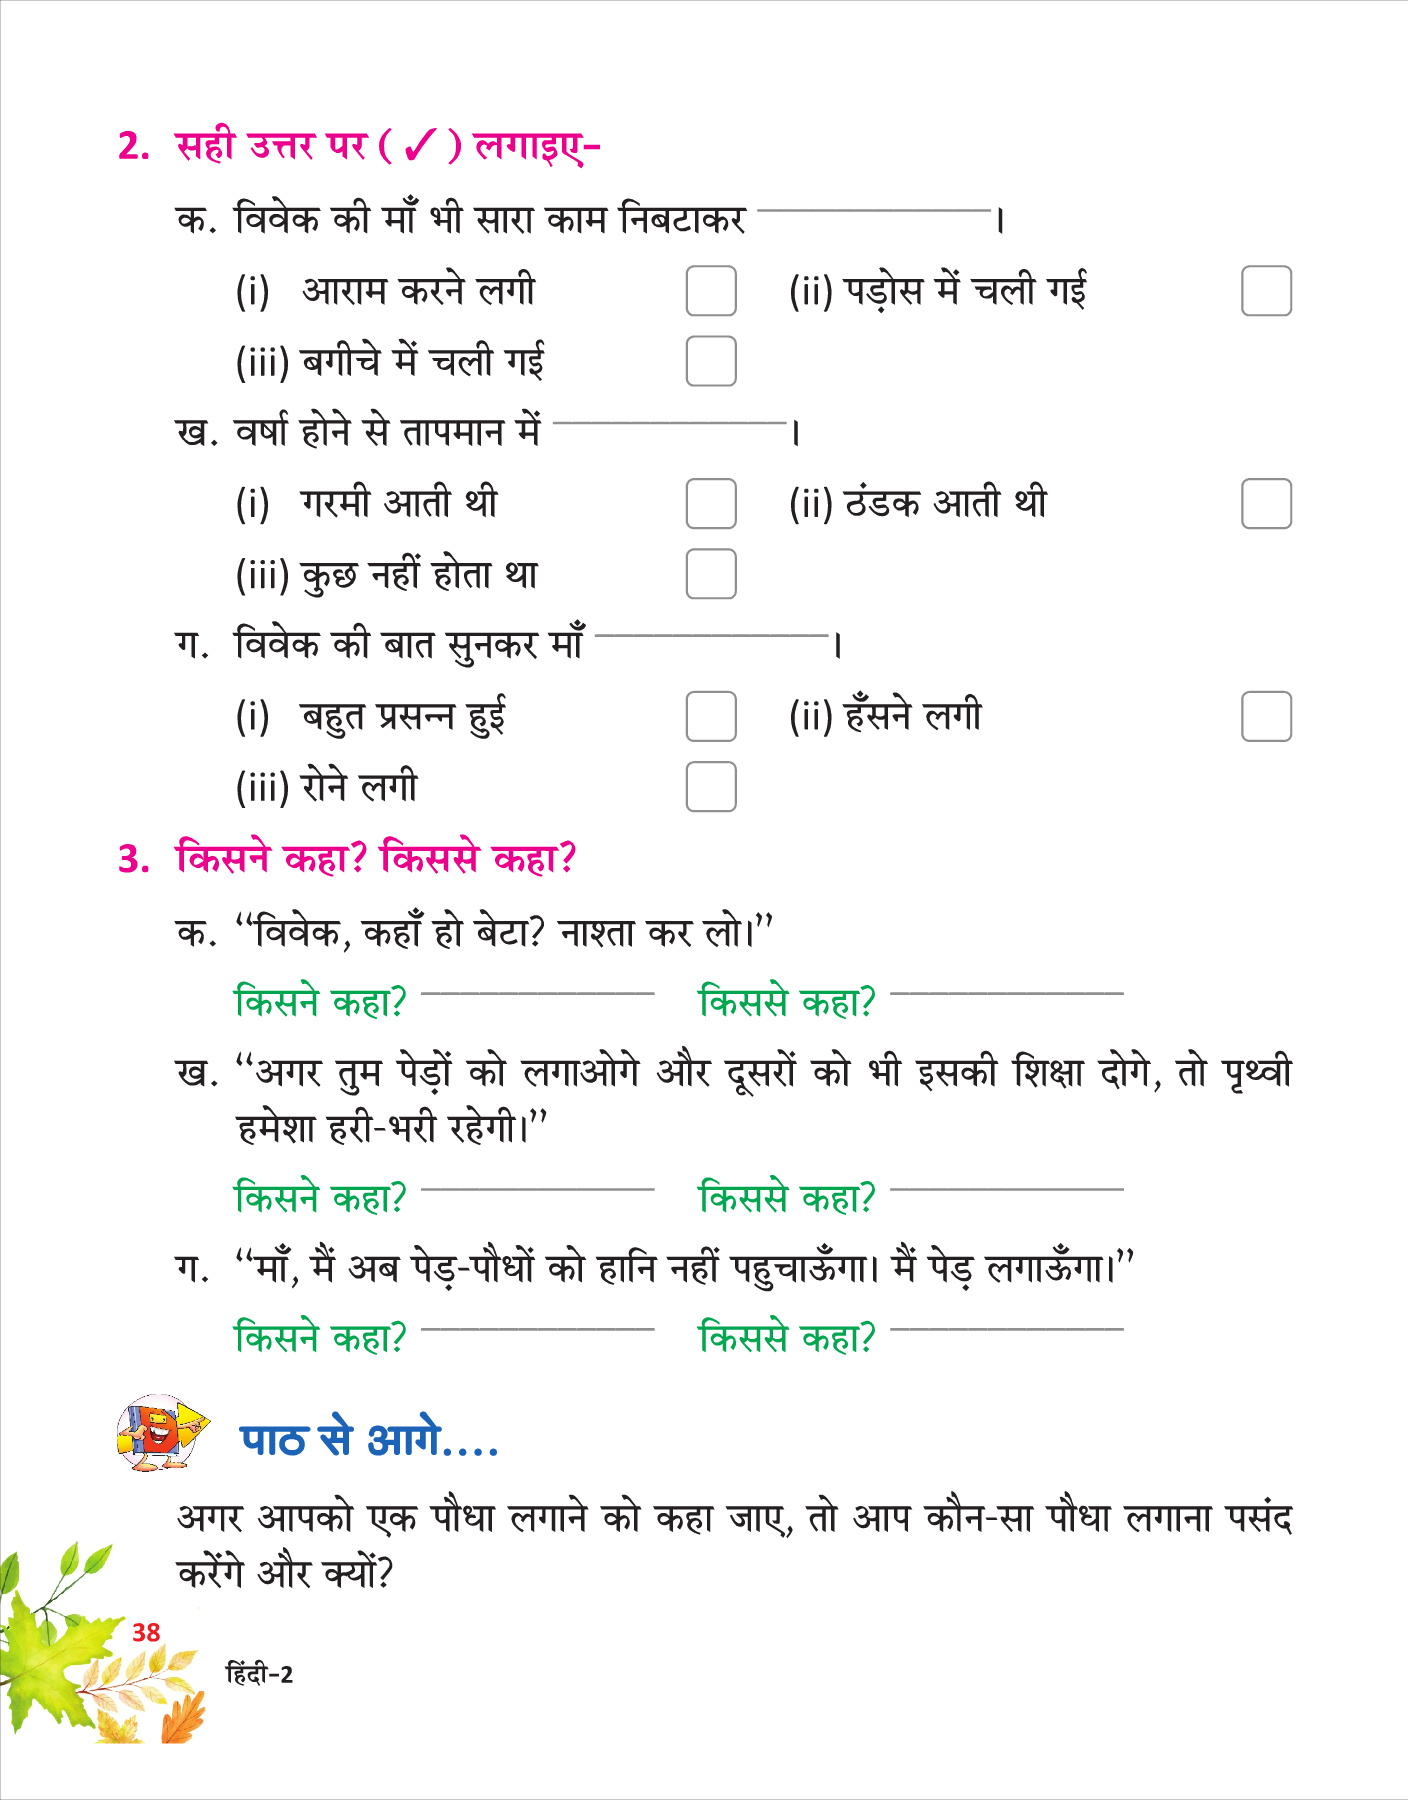 2. सही उत्तर पर ( ✓ ) लगाइए–
क. विवेक की माँ भी सारा काम निबटाकर ____________।
(i) आराम करने लगी (ii) पड़ोस में चली गई
(iii) बगीचे में चली गई
ख. वर्षा होने से तापमान में ____________।
(i) गरमी आती थी (ii) ठंडक आती थी
(iii) कुछ नहीं होता था
ग. विवेक की बात सुनकर माँ ____________।
(i) बहुत प्रसन्न हुई (ii) हँसने लगी
(iii) रोने लगी
3. किसने कहा? किससे कहा?
क. “विवेक, कहाँ हो बेटा? नाश्ता कर लो।”
किसने कहा? ____________ किससे कहा? ____________
ख. “अगर तुम पेड़ों को लगाओगे और दूसरों को भी इसकी शिक्षा दोगे, तो पृथ्वी
हमेशा हरी-भरी रहेगी।”
किसने कहा? ____________ किससे कहा? ____________
ग. “माँ, मैं अब पेड़-पौधों को हानि नहीं पहुचाऊँगा। मैं पेड़ लगाऊँगा।”
किसने कहा? ____________ किससे कहा? ____________
पाठ से आगे....
अगर आपको एक पौधा लगाने को कहा जाए, तो आप कौन-सा पौधा लगाना पसंद
करेंगे और क्यों?
38
हिंदी–2